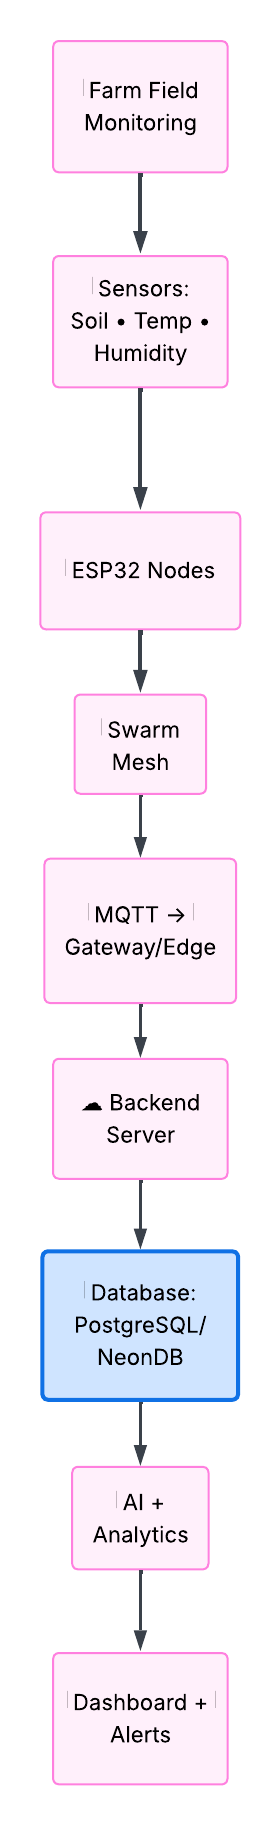 Farm Field
Monitoring
Sensors:
Soil • Temp •
Humidity
ESP32 Nodes
Swarm
Mesh
MQTT →
Gateway/Edge
☁ Backend
Server
Database:
PostgreSQL/
NeonDB
AI +
Analytics
Dashboard +
Alerts